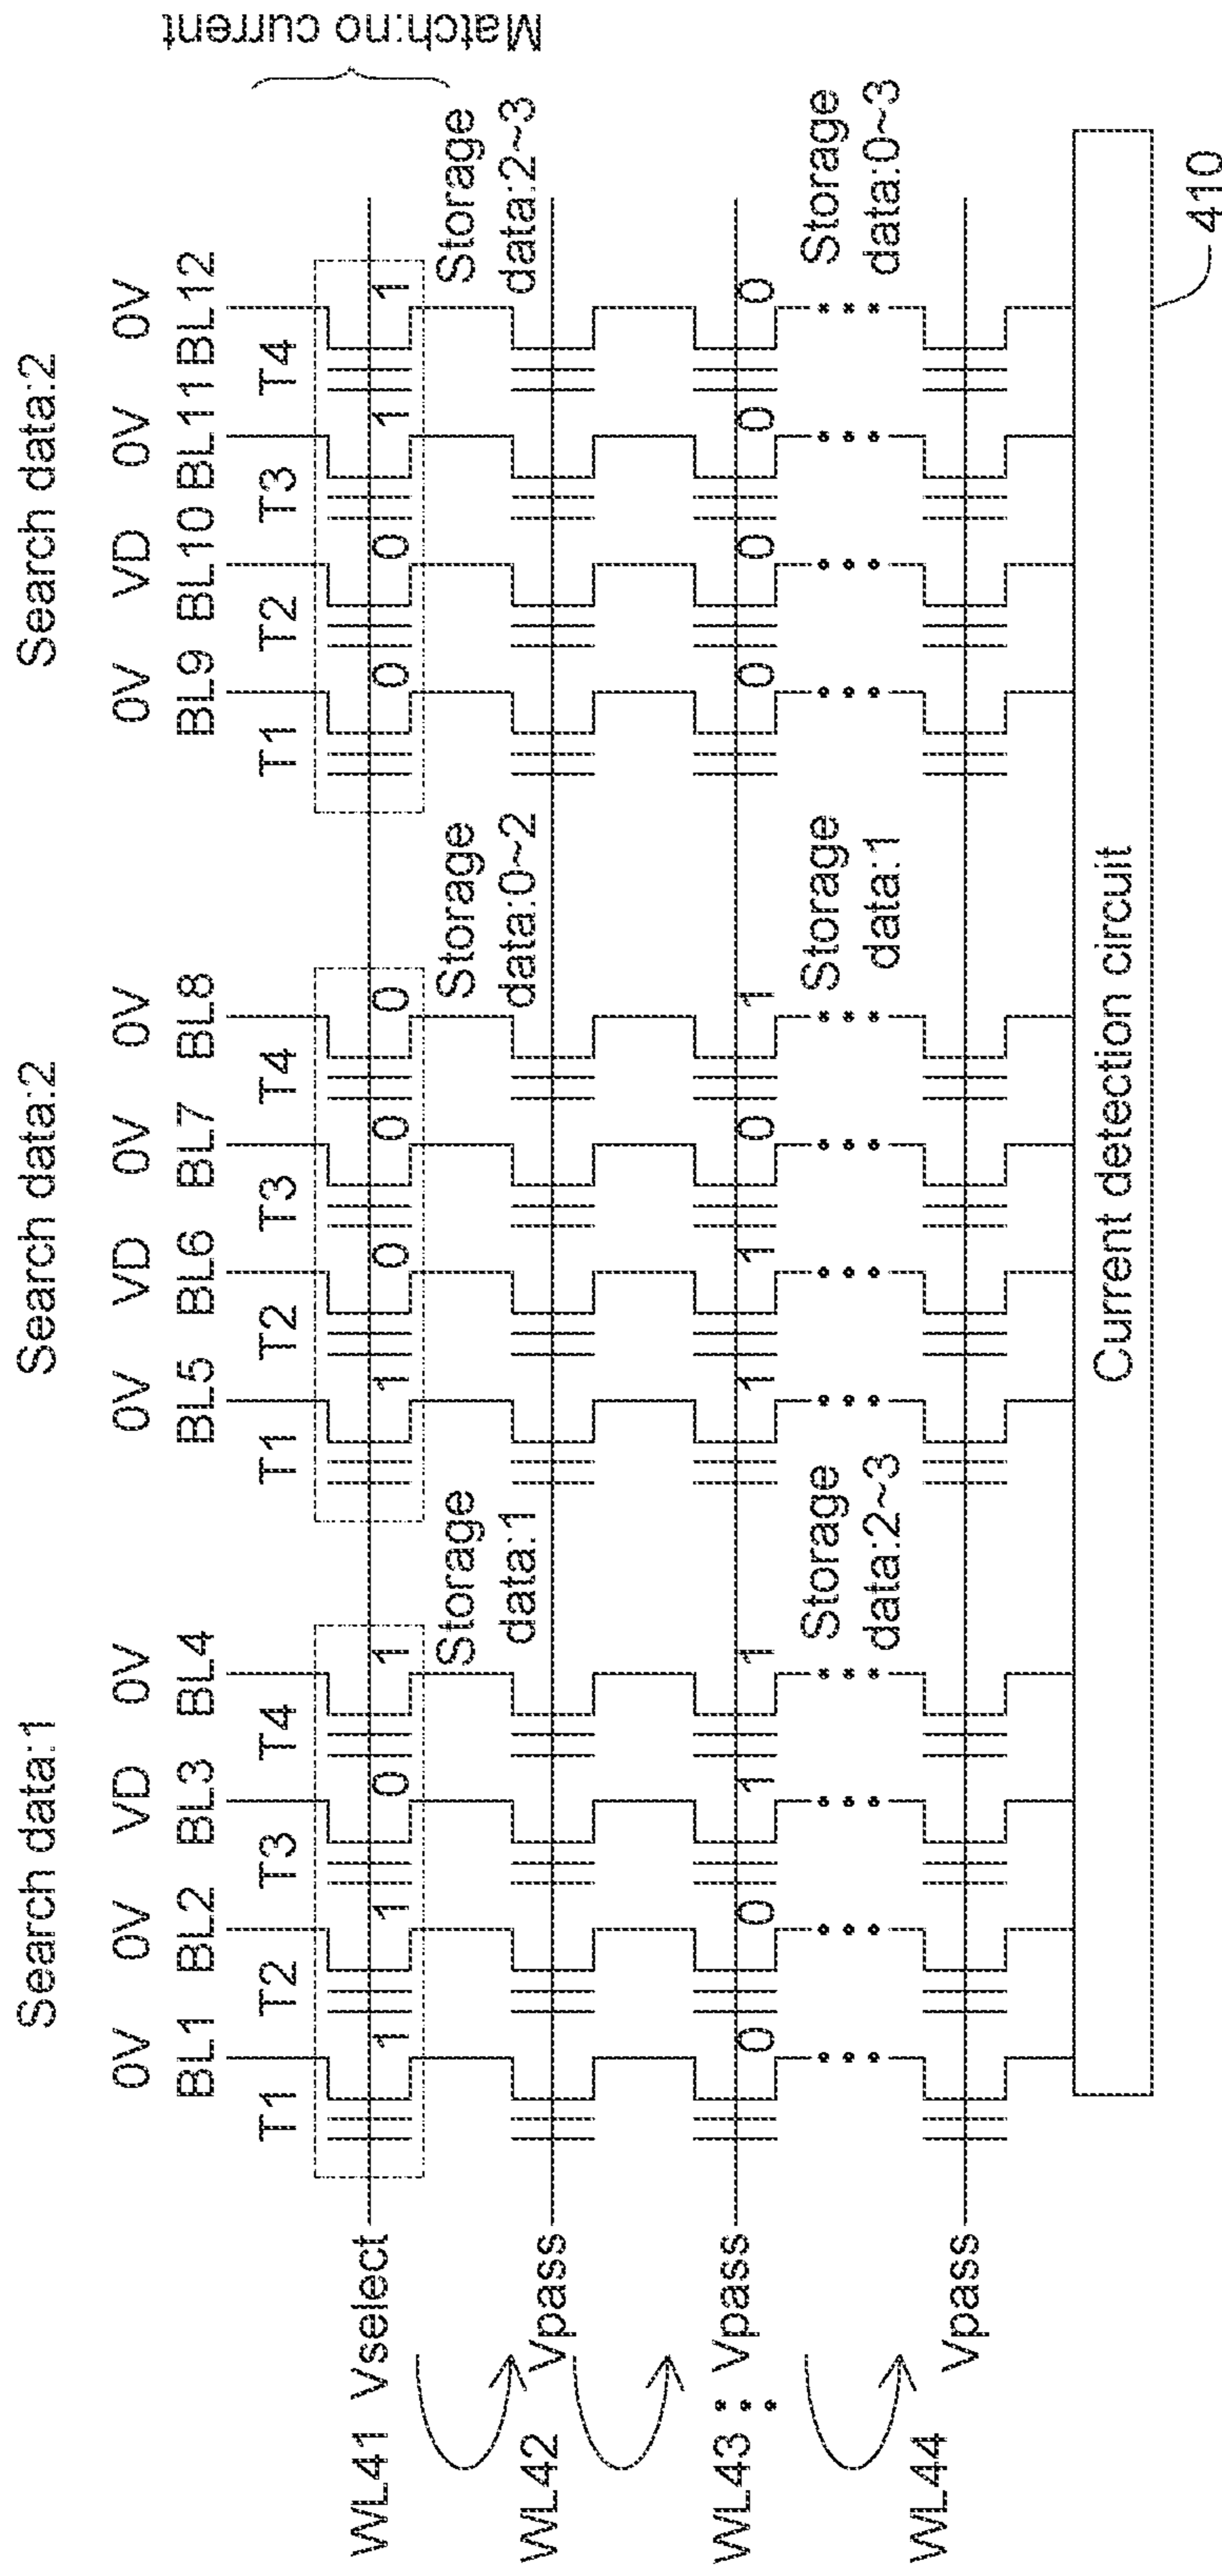 Search data:1 Search data:2 Search data:2
0V 0V VD 0V 0V VD 0V 0V 0V VD 0V 0V
BL1 BL2 BL3 BL4 BL5 BL6 BL7 BL8 BL9 BL10 BL11 BL12
T1 T2 T3 T4 T1 T2 T3 T4 T1 T2 T3 T4
Match:no current
WL41 Vselect
1 1 0 1 1 0 0 0 0 0 1 1
Storage data:1
Storage data:0~2
Storage data:2~3
WL42 Vpass
WL43 Vpass
0 0 1 1 1 1 0 1 0 0 0 0
Storage data:2~3
Storage data:1
Storage data:0~3
WL44 Vpass
Current detection circuit
410